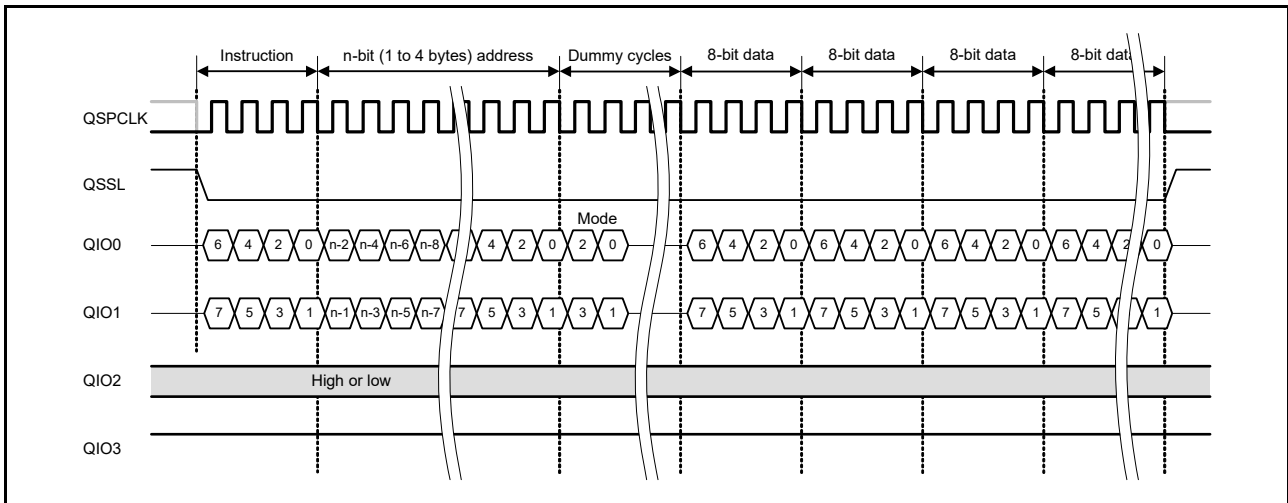 Instruction n-bit (1 to 4 bytes) address Dummy cycles 8-bit data 8-bit data 8-bit data 8-bit data
QSPCLK
QSSL
Mode
QIO0 6 4 2 0 n-2 n-4 n-6 n-8 4 2 0 2 0 6 4 2 0 6 4 2 0 6 4 2 0 6 4 2 0
QIO1 7 5 3 1 n-1 n-3 n-5 n-7 7 5 3 1 3 1 7 5 3 1 7 5 3 1 7 5 3 1 7 5 1
QIO2 High or low
QIO3